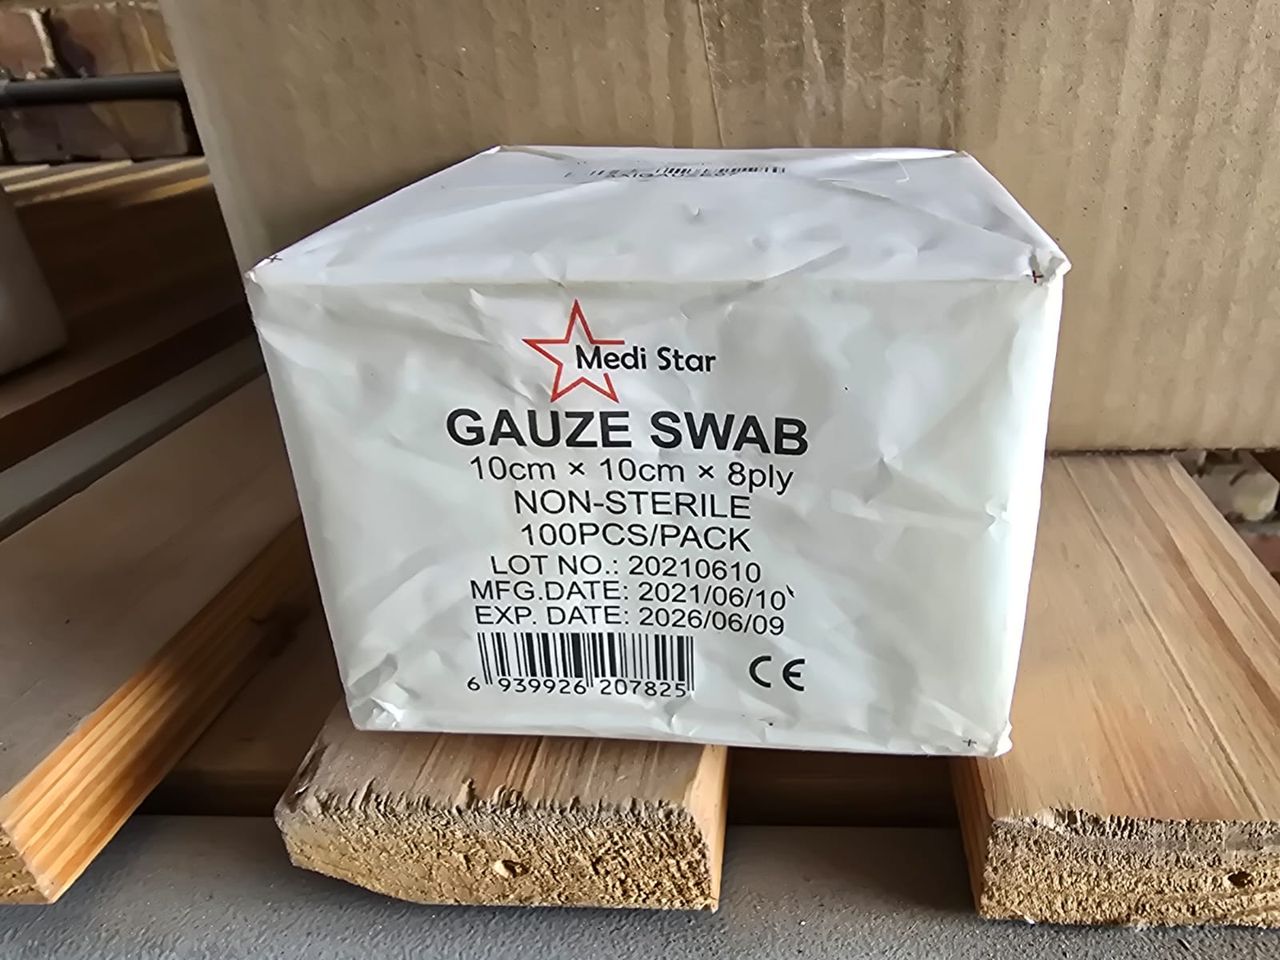 Medi Star
GAUZE SWAB
10cm × 10cm × 8ply
NON-STERILE
100PCS/PACK
LOT NO.: 20210610
MFG.DATE: 2021/06/10
EXP. DATE: 2026/06/09
6 939926 207825
CE